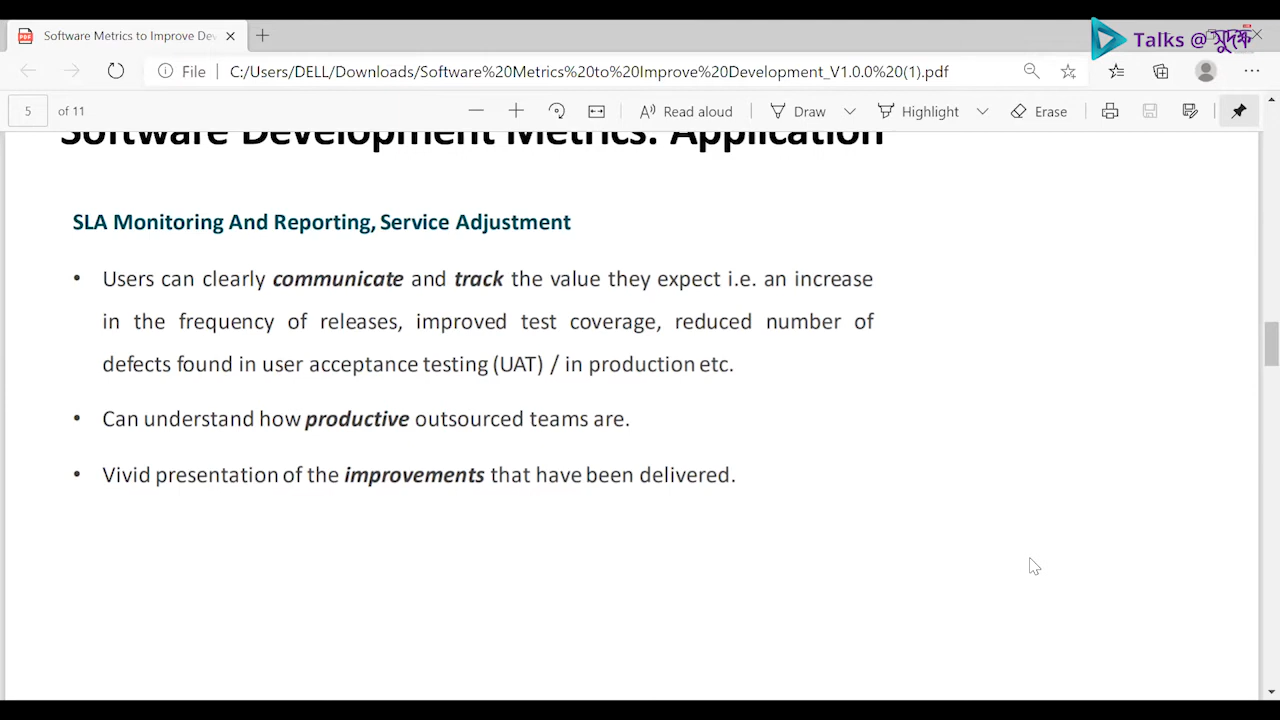 Software Metrics to Improve Dev
Talks @ সুদক্ষ
File
C:/Users/DELL/Downloads/Software%20Metrics%20to%20Improve%20Development_V1.0.0%20(1).pdf
5 of 11
Read aloud
Draw
Highlight
Erase
Software Development Metrics: Application
SLA Monitoring And Reporting, Service Adjustment
• Users can clearly communicate and track the value they expect i.e. an increase
in the frequency of releases, improved test coverage, reduced number of
defects found in user acceptance testing (UAT) / in production etc.
• Can understand how productive outsourced teams are.
• Vivid presentation of the improvements that have been delivered.